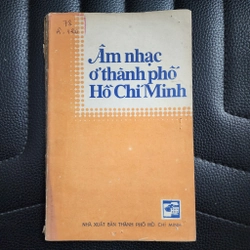 Âm nhạc
ở thành phố
Hồ Chí Minh
NHÀ XUẤT BẢN THÀNH PHỐ HỒ CHÍ MINH